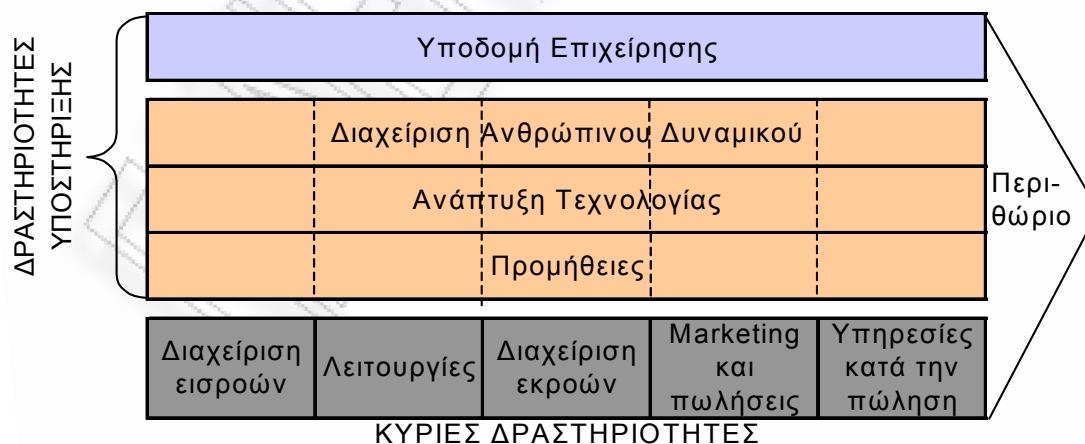 ΔΡΑΣΤΗΡΙΟΤΗΤΕΣ
ΥΠΟΣΤΗΡΙΞΗΣ
Υποδομή Επιχείρησης
Διαχείριση Ανθρώπινου Δυναμικού
Ανάπτυξη Τεχνολογίας
Προμήθειες
Περι-
θώριο
Διαχείριση
εισροών
Λειτουργίες
Διαχείριση
εκροών
Marketing
και
πωλήσεις
Υπηρεσίες
κατά την
πώληση
ΚΥΡΙΕΣ ΔΡΑΣΤΗΡΙΟΤΗΤΕΣ